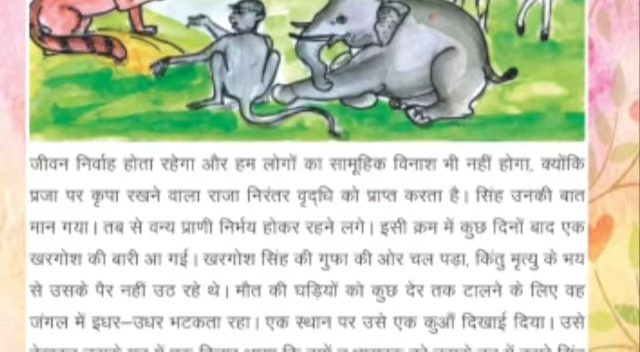 जीवन निर्वाह होता रहेगा और हम लोगों का सामूहिक विनाश भी नहीं होगा, क्योंकि
प्रजा पर कृपा रखने वाला राजा निरंतर वृद्धि को प्राप्त करता है। सिंह उनकी बात
मान गया। तब से वन्य प्राणी निर्भय होकर रहने लगे। इसी क्रम में कुछ दिनों बाद एक
खरगोश की बारी आ गई। खरगोश सिंह की गुफा की ओर चल पड़ा, किंतु मृत्यु के भय
से उसके पैर नहीं उठ रहे थे। मौत की घड़ियों को कुछ देर तक टालने के लिए वह
जंगल में इधर–उधर भटकता रहा। एक स्थान पर उसे एक कुआँ दिखाई दिया। उसे